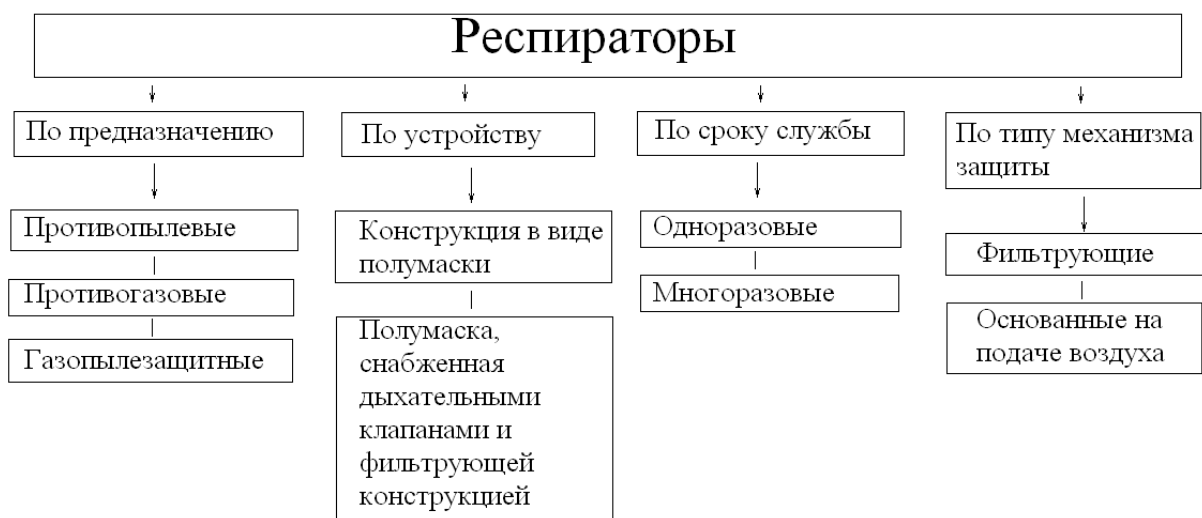 Респираторы
По предназначению
Противопылевые
Противогазовые
Газопылезащитные
По устройству
Конструкция в виде
полумаски
Полумаска,
снабженная
дыхательными
клапанами и
фильтрующей
конструкцией
По сроку службы
Одноразовые
Многоразовые
По типу механизма
защиты
Фильтрующие
Основанные на
подаче воздуха